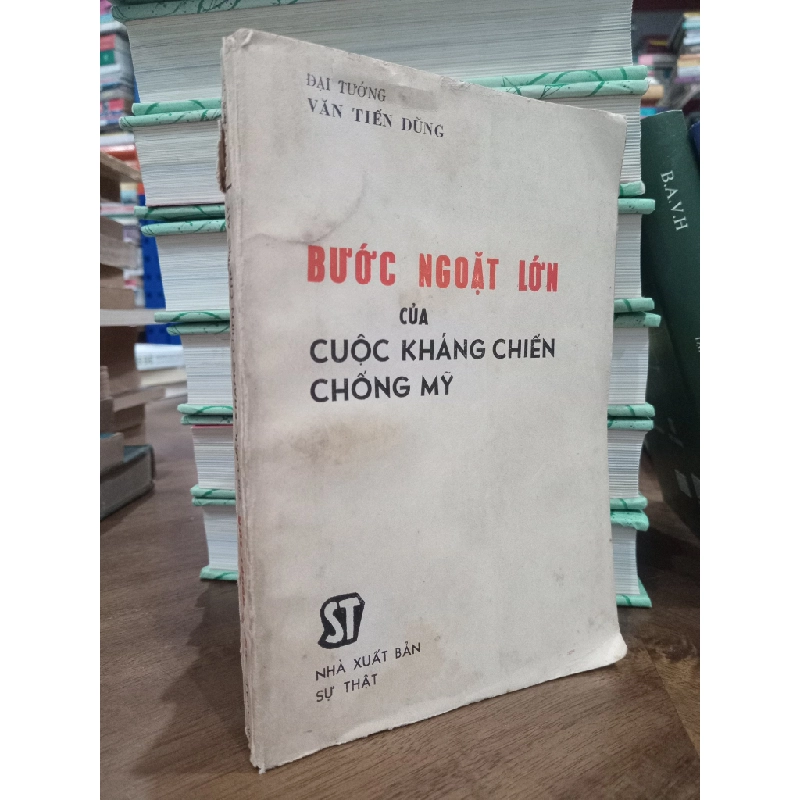 ĐẠI TƯỚNG
VĂN TIẾN DŨNG
BƯỚC NGOẶT LỚN
CỦA
CUỘC KHÁNG CHIẾN
CHỐNG MỸ
ST
NHÀ XUẤT BẢN
SỰ THẬT
B.A.V.H